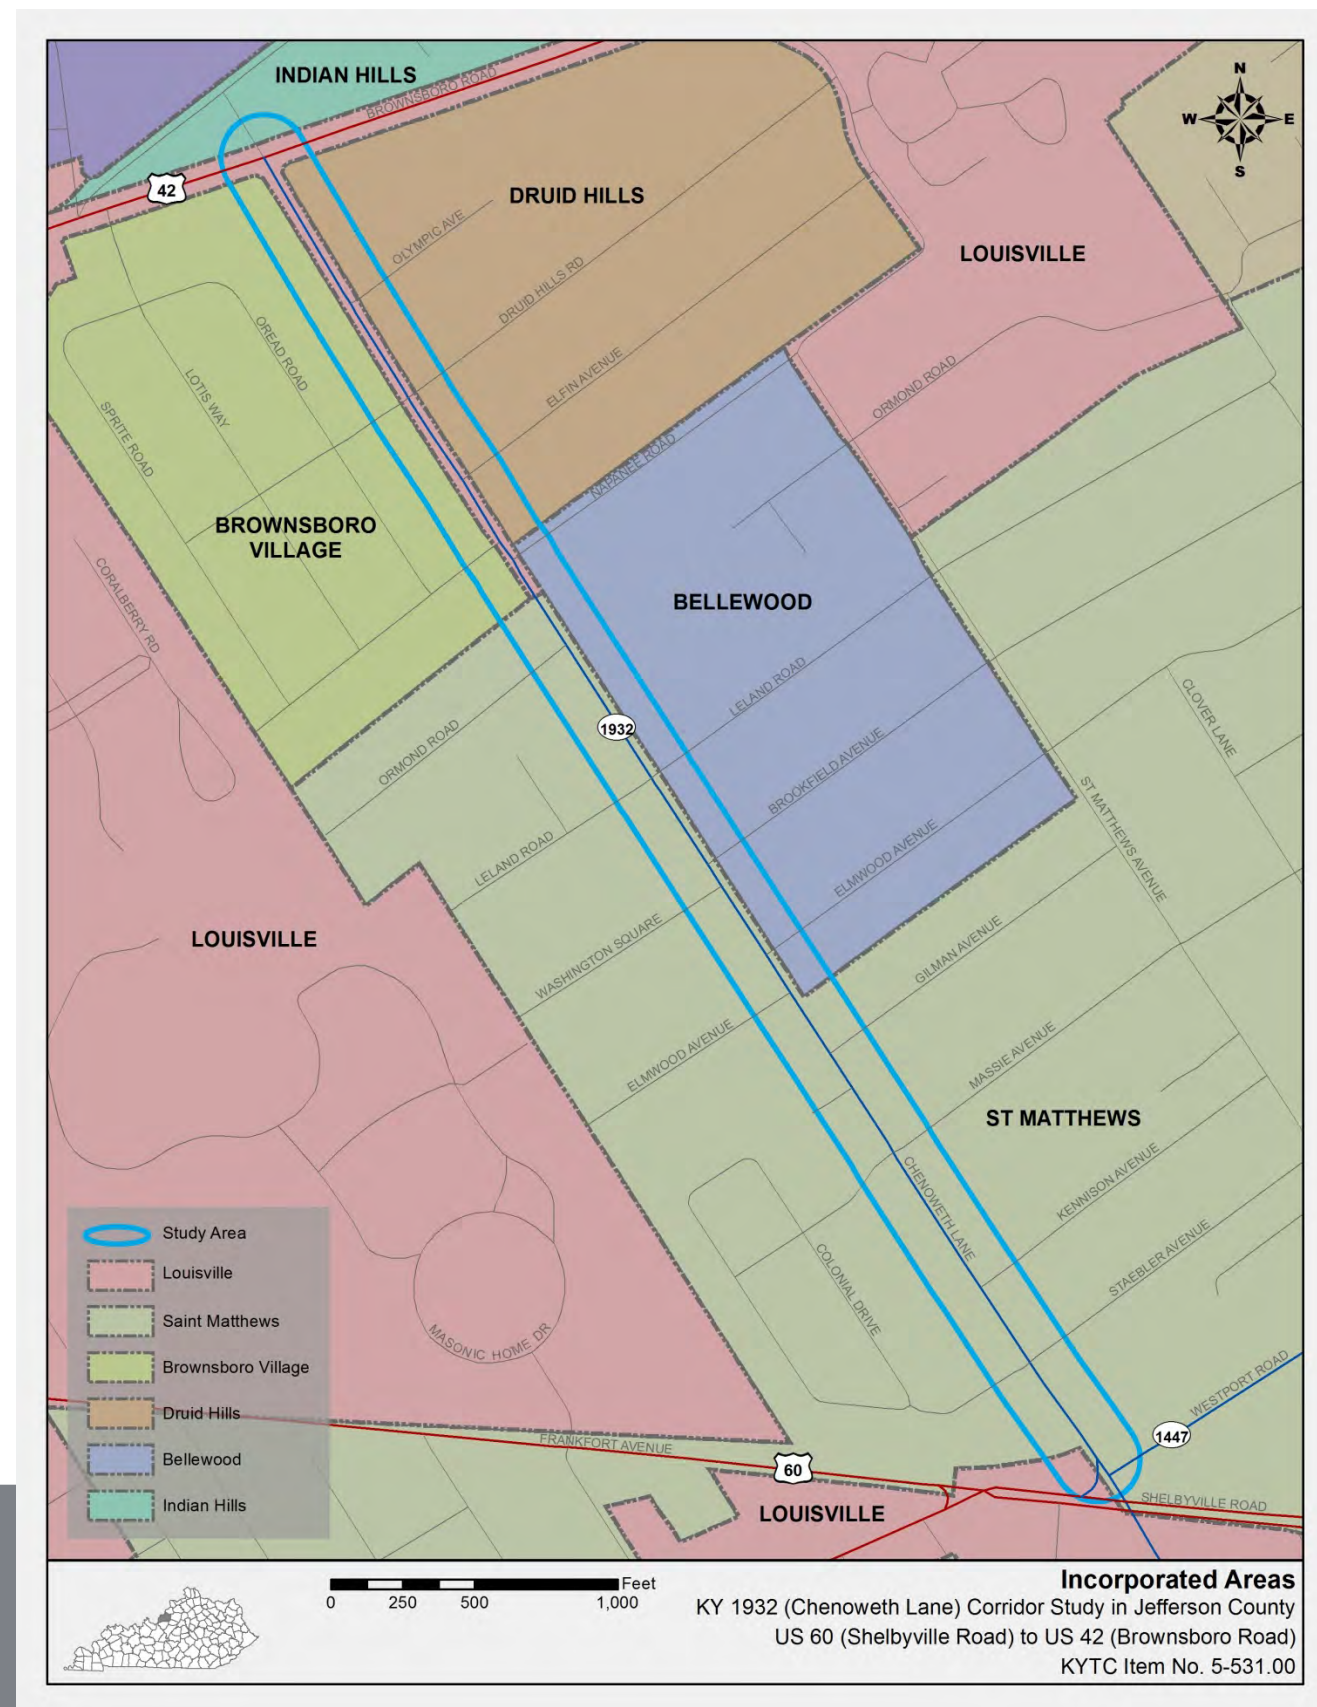 INDIAN HILLS
BROWNSBORO ROAD
N
W E
S
42
DRUID HILLS
OLYMPIC AVE
LOUISVILLE
DRUID HILLS RD
OREAD ROAD
ELFIN AVENUE
LOTIS WAY
ORMOND ROAD
SPRITE ROAD
NAPANEE ROAD
BROWNSBORO
VILLAGE
CORALBERRY RD
BELLEWOOD
LELAND ROAD
CLOVER LANE
1932
ORMOND ROAD
BROOKFIELD AVENUE
ST MATTHEWS AVENUE
LELAND ROAD
ELMWOOD AVENUE
LOUISVILLE
WASHINGTON SQUARE
GILMAN AVENUE
ELMWOOD AVENUE
MASSIE AVENUE
ST MATTHEWS
CHENOWETH LANE
KENNISON AVENUE
COLONIAL DRIVE
STAEBLER AVENUE
MASONIC HOME DR
WESTPORT ROAD
1447
FRANKFORT AVENUE
60
SHELBYVILLE ROAD
LOUISVILLE
Study Area
Louisville
Saint Matthews
Brownsboro Village
Druid Hills
Bellewood
Indian Hills
Feet
0 250 500 1,000
Incorporated Areas
KY 1932 (Chenoweth Lane) Corridor Study in Jefferson County
US 60 (Shelbyville Road) to US 42 (Brownsboro Road)
KYTC Item No. 5-531.00